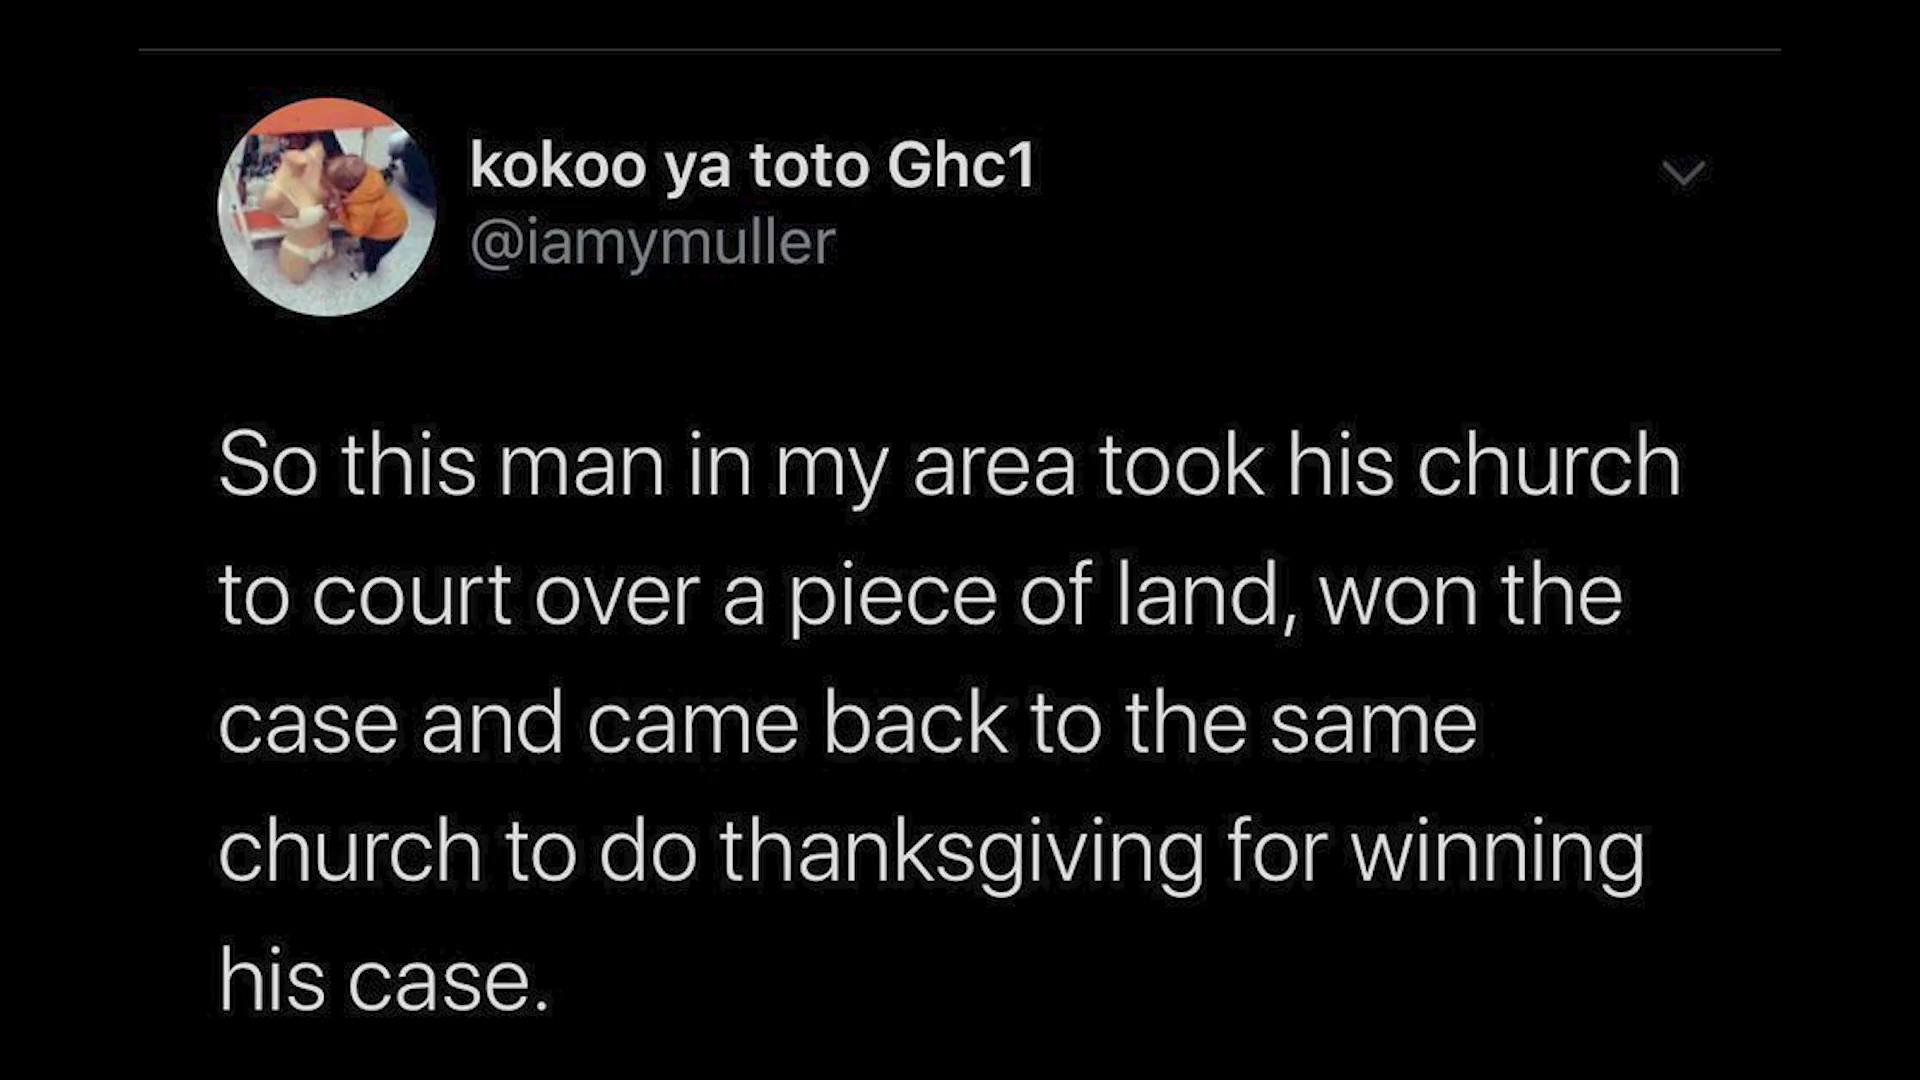 kokoo ya toto Ghc1
@iamymuller
So this man in my area took his church
to court over a piece of land, won the
case and came back to the same
church to do thanksgiving for winning
his case.